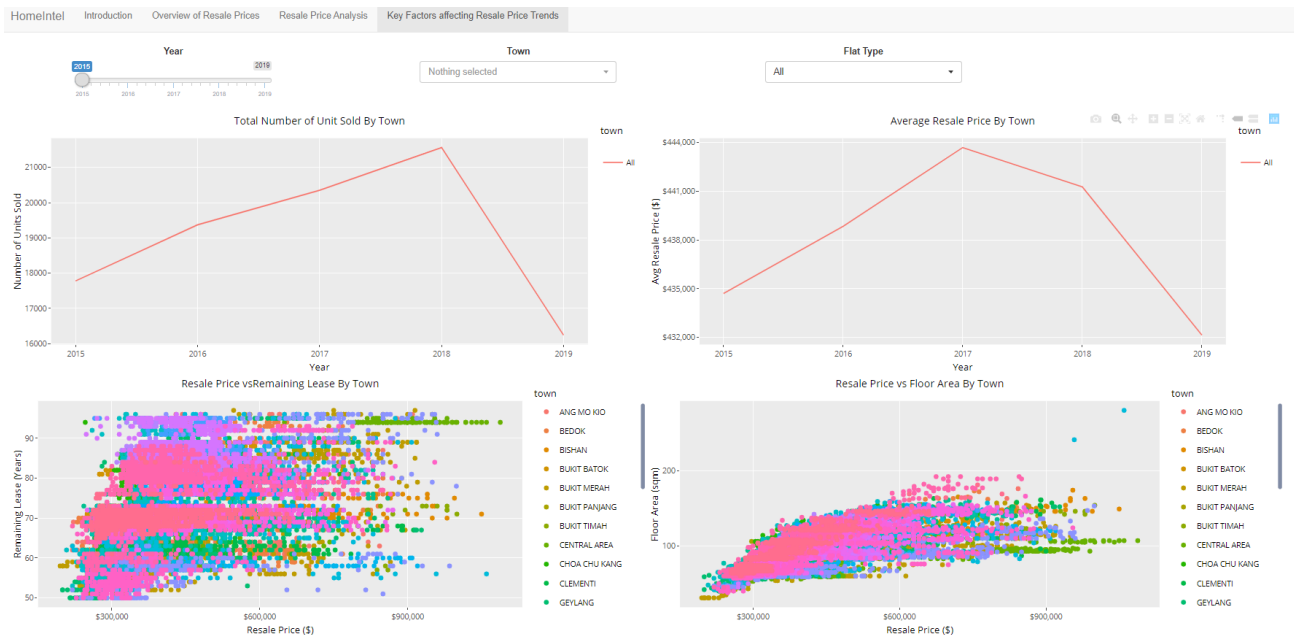 HomeIntel Introduction Overview of Resale Prices Resale Price Analysis Key Factors affecting Resale Price Trends
Year Town Flat Type
2015 2019
Nothing selected
All
2015 2016 2017 2018 2019
Total Number of Unit Sold By Town
town
All
Number of Units Sold
21000
20000
19000
18000
17000
16000
2015 2016 2017 2018 2019
Year
Average Resale Price By Town
town
All
Avg Resale Price ($)
$444,000
$441,000
$438,000
$435,000
$432,000
2015 2016 2017 2018 2019
Year
Resale Price vsRemaining Lease By Town
town
ANG MO KIO
BEDOK
BISHAN
BUKIT BATOK
BUKIT MERAH
BUKIT PANJANG
BUKIT TIMAH
CENTRAL AREA
CHOA CHU KANG
CLEMENTI
GEYLANG
Remaining Lease (Years)
90
80
70
60
50
$300,000 $600,000 $900,000
Resale Price ($)
Resale Price vs Floor Area By Town
town
ANG MO KIO
BEDOK
BISHAN
BUKIT BATOK
BUKIT MERAH
BUKIT PANJANG
BUKIT TIMAH
CENTRAL AREA
CHOA CHU KANG
CLEMENTI
GEYLANG
Floor Area (sqm)
200
100
$300,000 $600,000 $900,000
Resale Price ($)